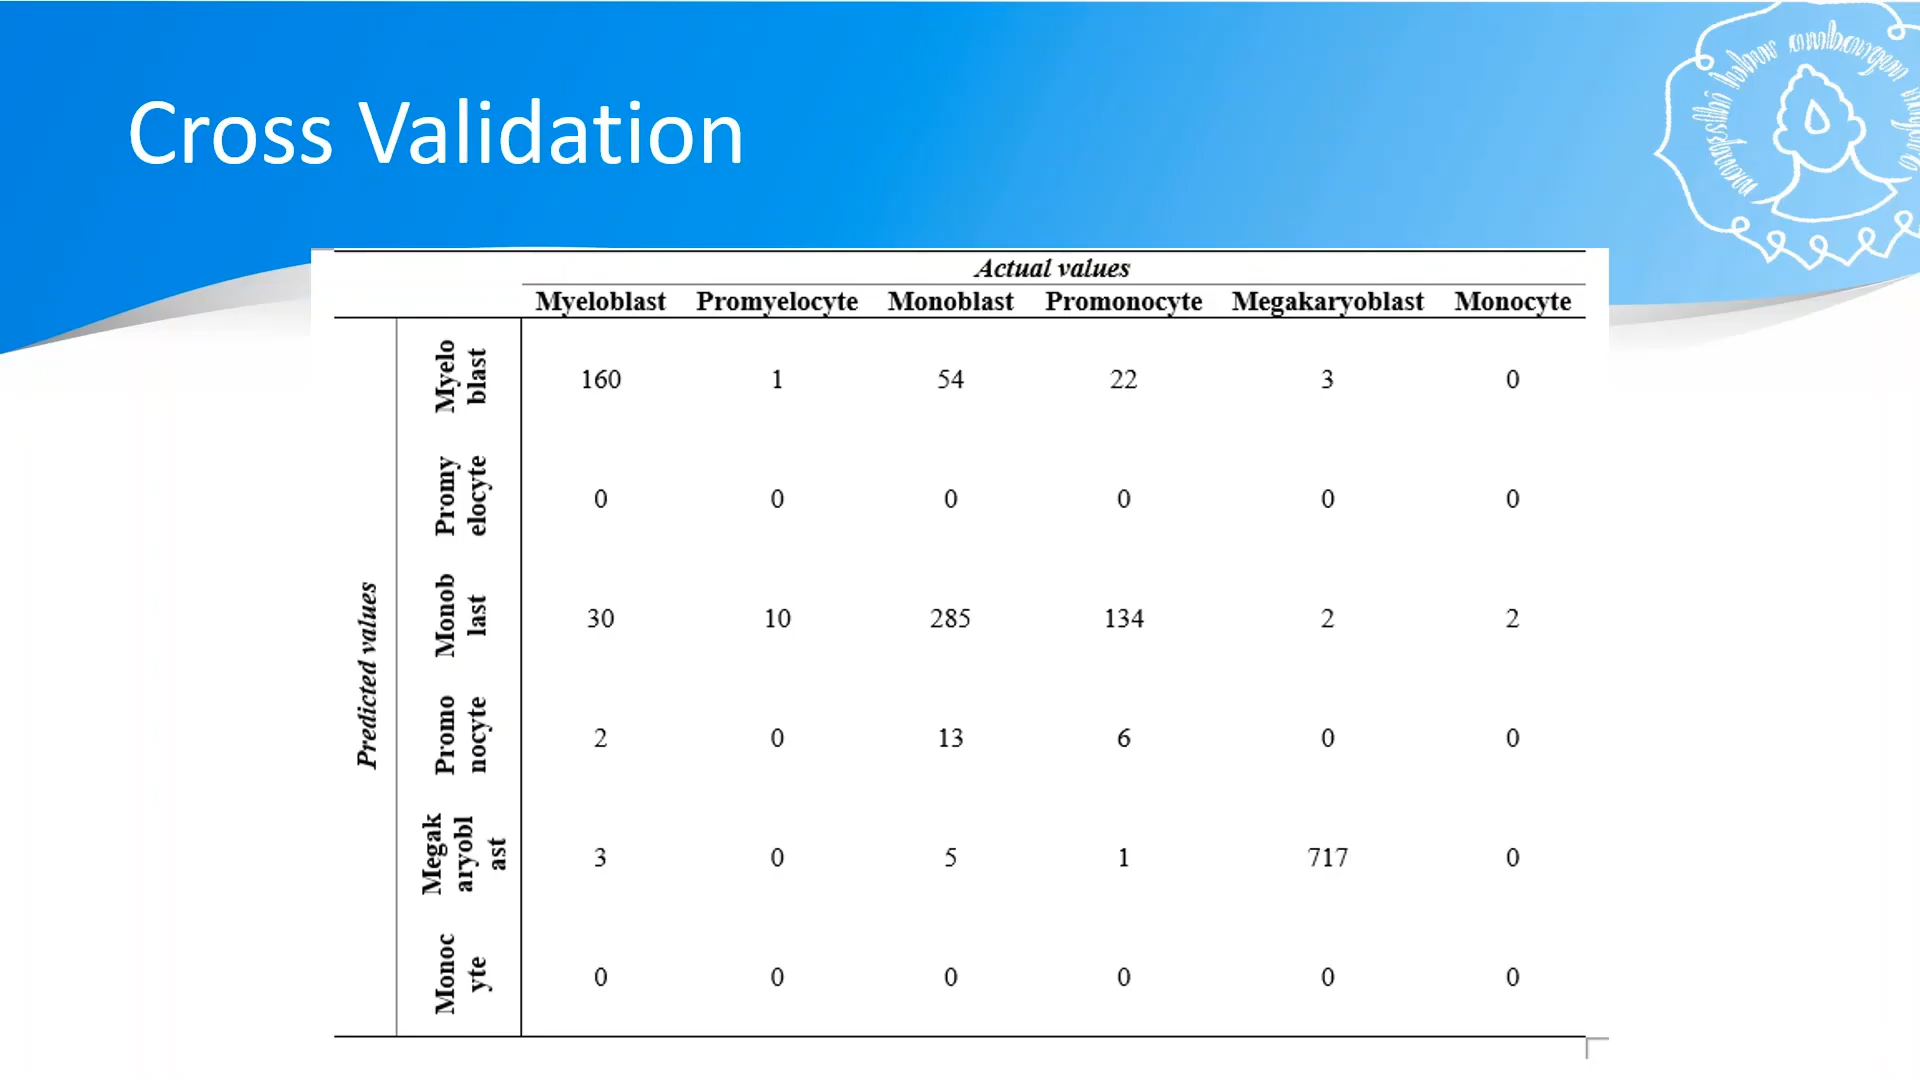 Cross Validation
Actual values
Myeloblast Promyelocyte Monoblast Promonocyte Megakaryoblast Monocyte
Predicted values
Myelo
blast
160 1 54 22 3 0
Promy
elocyte
0 0 0 0 0 0
Monob
last
30 10 285 134 2 2
Promo
nocyte
2 0 13 6 0 0
Megak
aryobl
ast
3 0 5 1 717 0
Monoc
yte
0 0 0 0 0 0